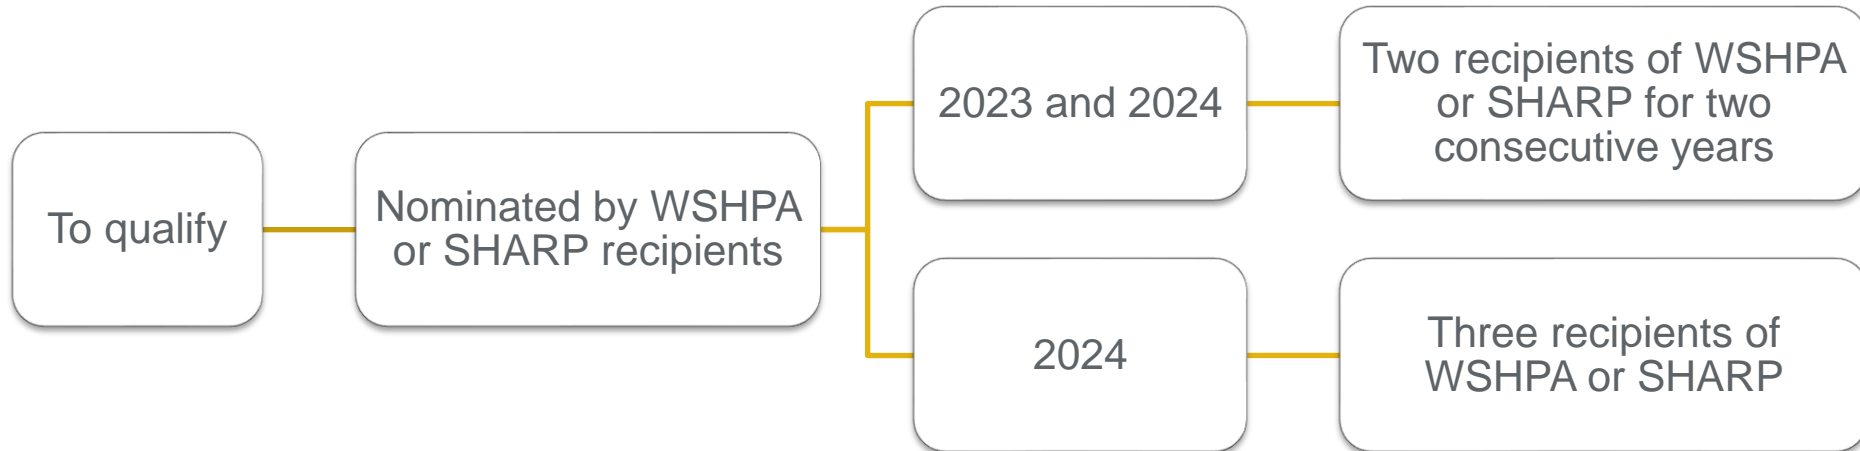 To qualify
Nominated by WSHPA
or SHARP recipients
2023 and 2024
Two recipients of WSHPA
or SHARP for two
consecutive years
2024
Three recipients of
WSHPA or SHARP